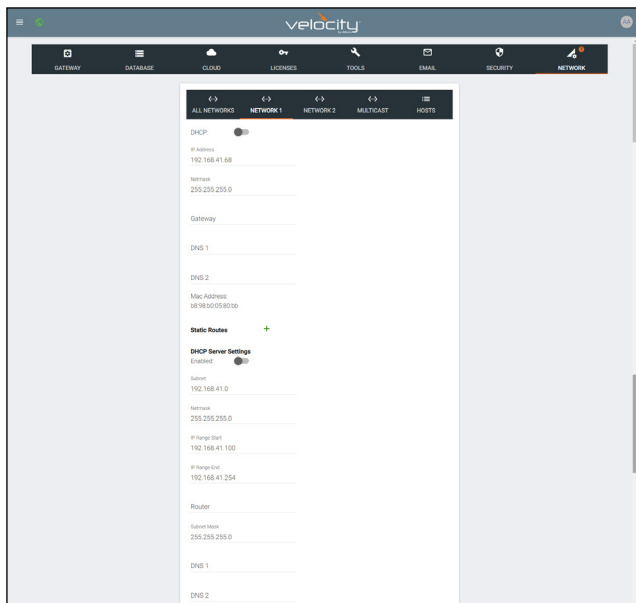 velocity
AA
GATEWAY DATABASE CLOUD LICENSES TOOLS EMAIL SECURITY NETWORK
ALL NETWORKS NETWORK 1 NETWORK 2 MULTICAST HOSTS
DHCP:
IP Address
192.168.41.68
Netmask
255.255.255.0
Gateway
DNS 1
DNS 2
Mac Address:
b8:98:b0:05:80:bb
Static Routes +
DHCP Server Settings
Enabled:
Subnet
192.168.41.0
Netmask
255.255.255.0
IP Range Start
192.168.41.100
IP Range End
192.168.41.254
Router
Subnet Mask
255.255.255.0
DNS 1
DNS 2